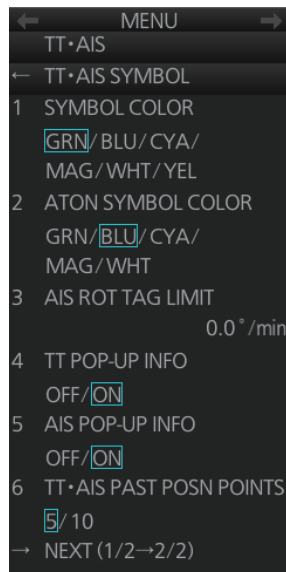 ← MENU →
TT•AIS
← TT•AIS SYMBOL
1 SYMBOL COLOR
GRN/BLU/CYA/
MAG/WHT/YEL
2 ATON SYMBOL COLOR
GRN/BLU/CYA/
MAG/WHT
3 AIS ROT TAG LIMIT
0.0°/min
4 TT POP-UP INFO
OFF/ON
5 AIS POP-UP INFO
OFF/ON
6 TT•AIS PAST POSN POINTS
5/10
→ NEXT (1/2→2/2)